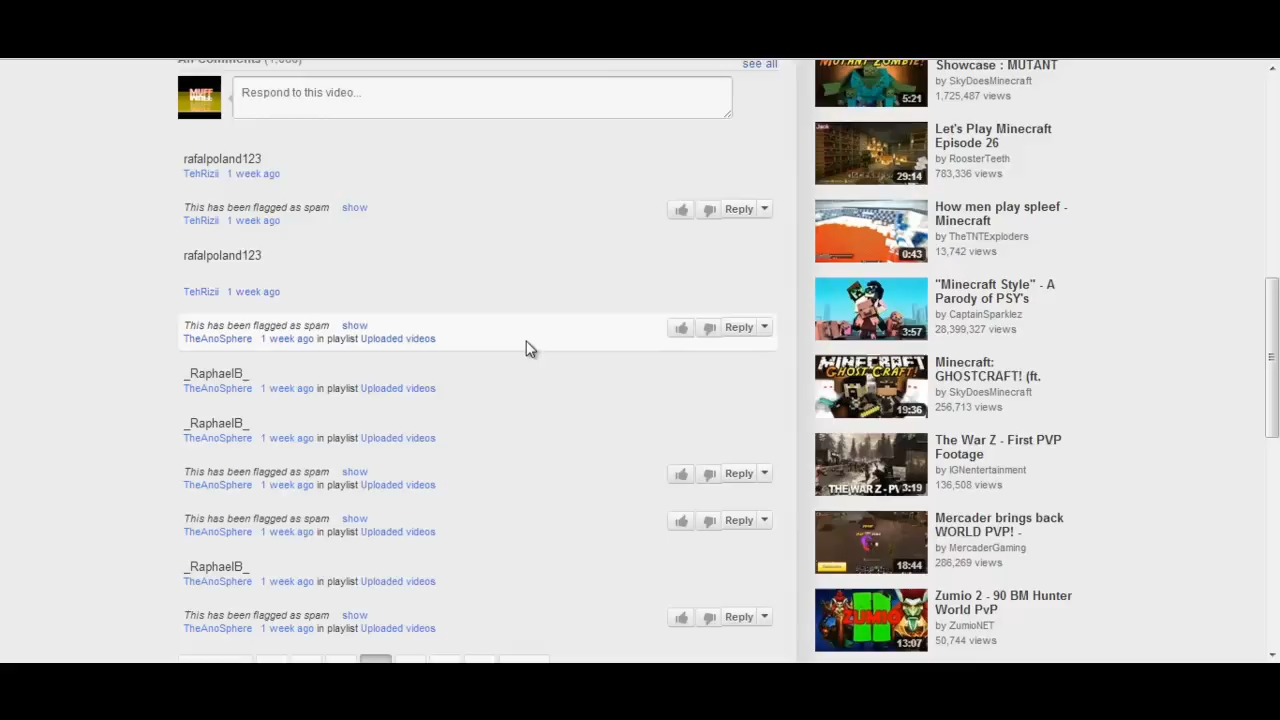 All Comments
see all
Respond to this video...
rafalpoland123
TehRizii 1 week ago
This has been flagged as spam show
Reply
TehRizii 1 week ago
rafalpoland123
TehRizii 1 week ago
This has been flagged as spam show
Reply
TheAnoSphere 1 week ago in playlist Uploaded videos
_RaphaelB_
TheAnoSphere 1 week ago in playlist Uploaded videos
_RaphaelB_
TheAnoSphere 1 week ago in playlist Uploaded videos
This has been flagged as spam show
Reply
TheAnoSphere 1 week ago in playlist Uploaded videos
This has been flagged as spam show
Reply
TheAnoSphere 1 week ago in playlist Uploaded videos
_RaphaelB_
TheAnoSphere 1 week ago in playlist Uploaded videos
This has been flagged as spam show
Reply
TheAnoSphere 1 week ago in playlist Uploaded videos
MUTANT ZOMBIE!
5:21
Showcase : MUTANT
by SkyDoesMinecraft
1,725,487 views
29:14
Let's Play Minecraft
Episode 26
by RoosterTeeth
783,336 views
0:43
How men play spleef -
Minecraft
by TheTNTExploders
13,742 views
3:57
"Minecraft Style" - A
Parody of PSY's
by CaptainSparklez
28,399,327 views
MINECRAFT
GHOST CRAFT!
19:36
Minecraft:
GHOSTCRAFT! (ft.
by SkyDoesMinecraft
256,713 views
THE WAR Z - PV
3:19
The War Z - First PVP
Footage
by IGNentertainment
136,508 views
18:44
Mercader brings back
WORLD PVP! -
by MercaderGaming
286,269 views
ZUMIO
13:07
Zumio 2 - 90 BM Hunter
World PvP
by ZumioNET
50,744 views